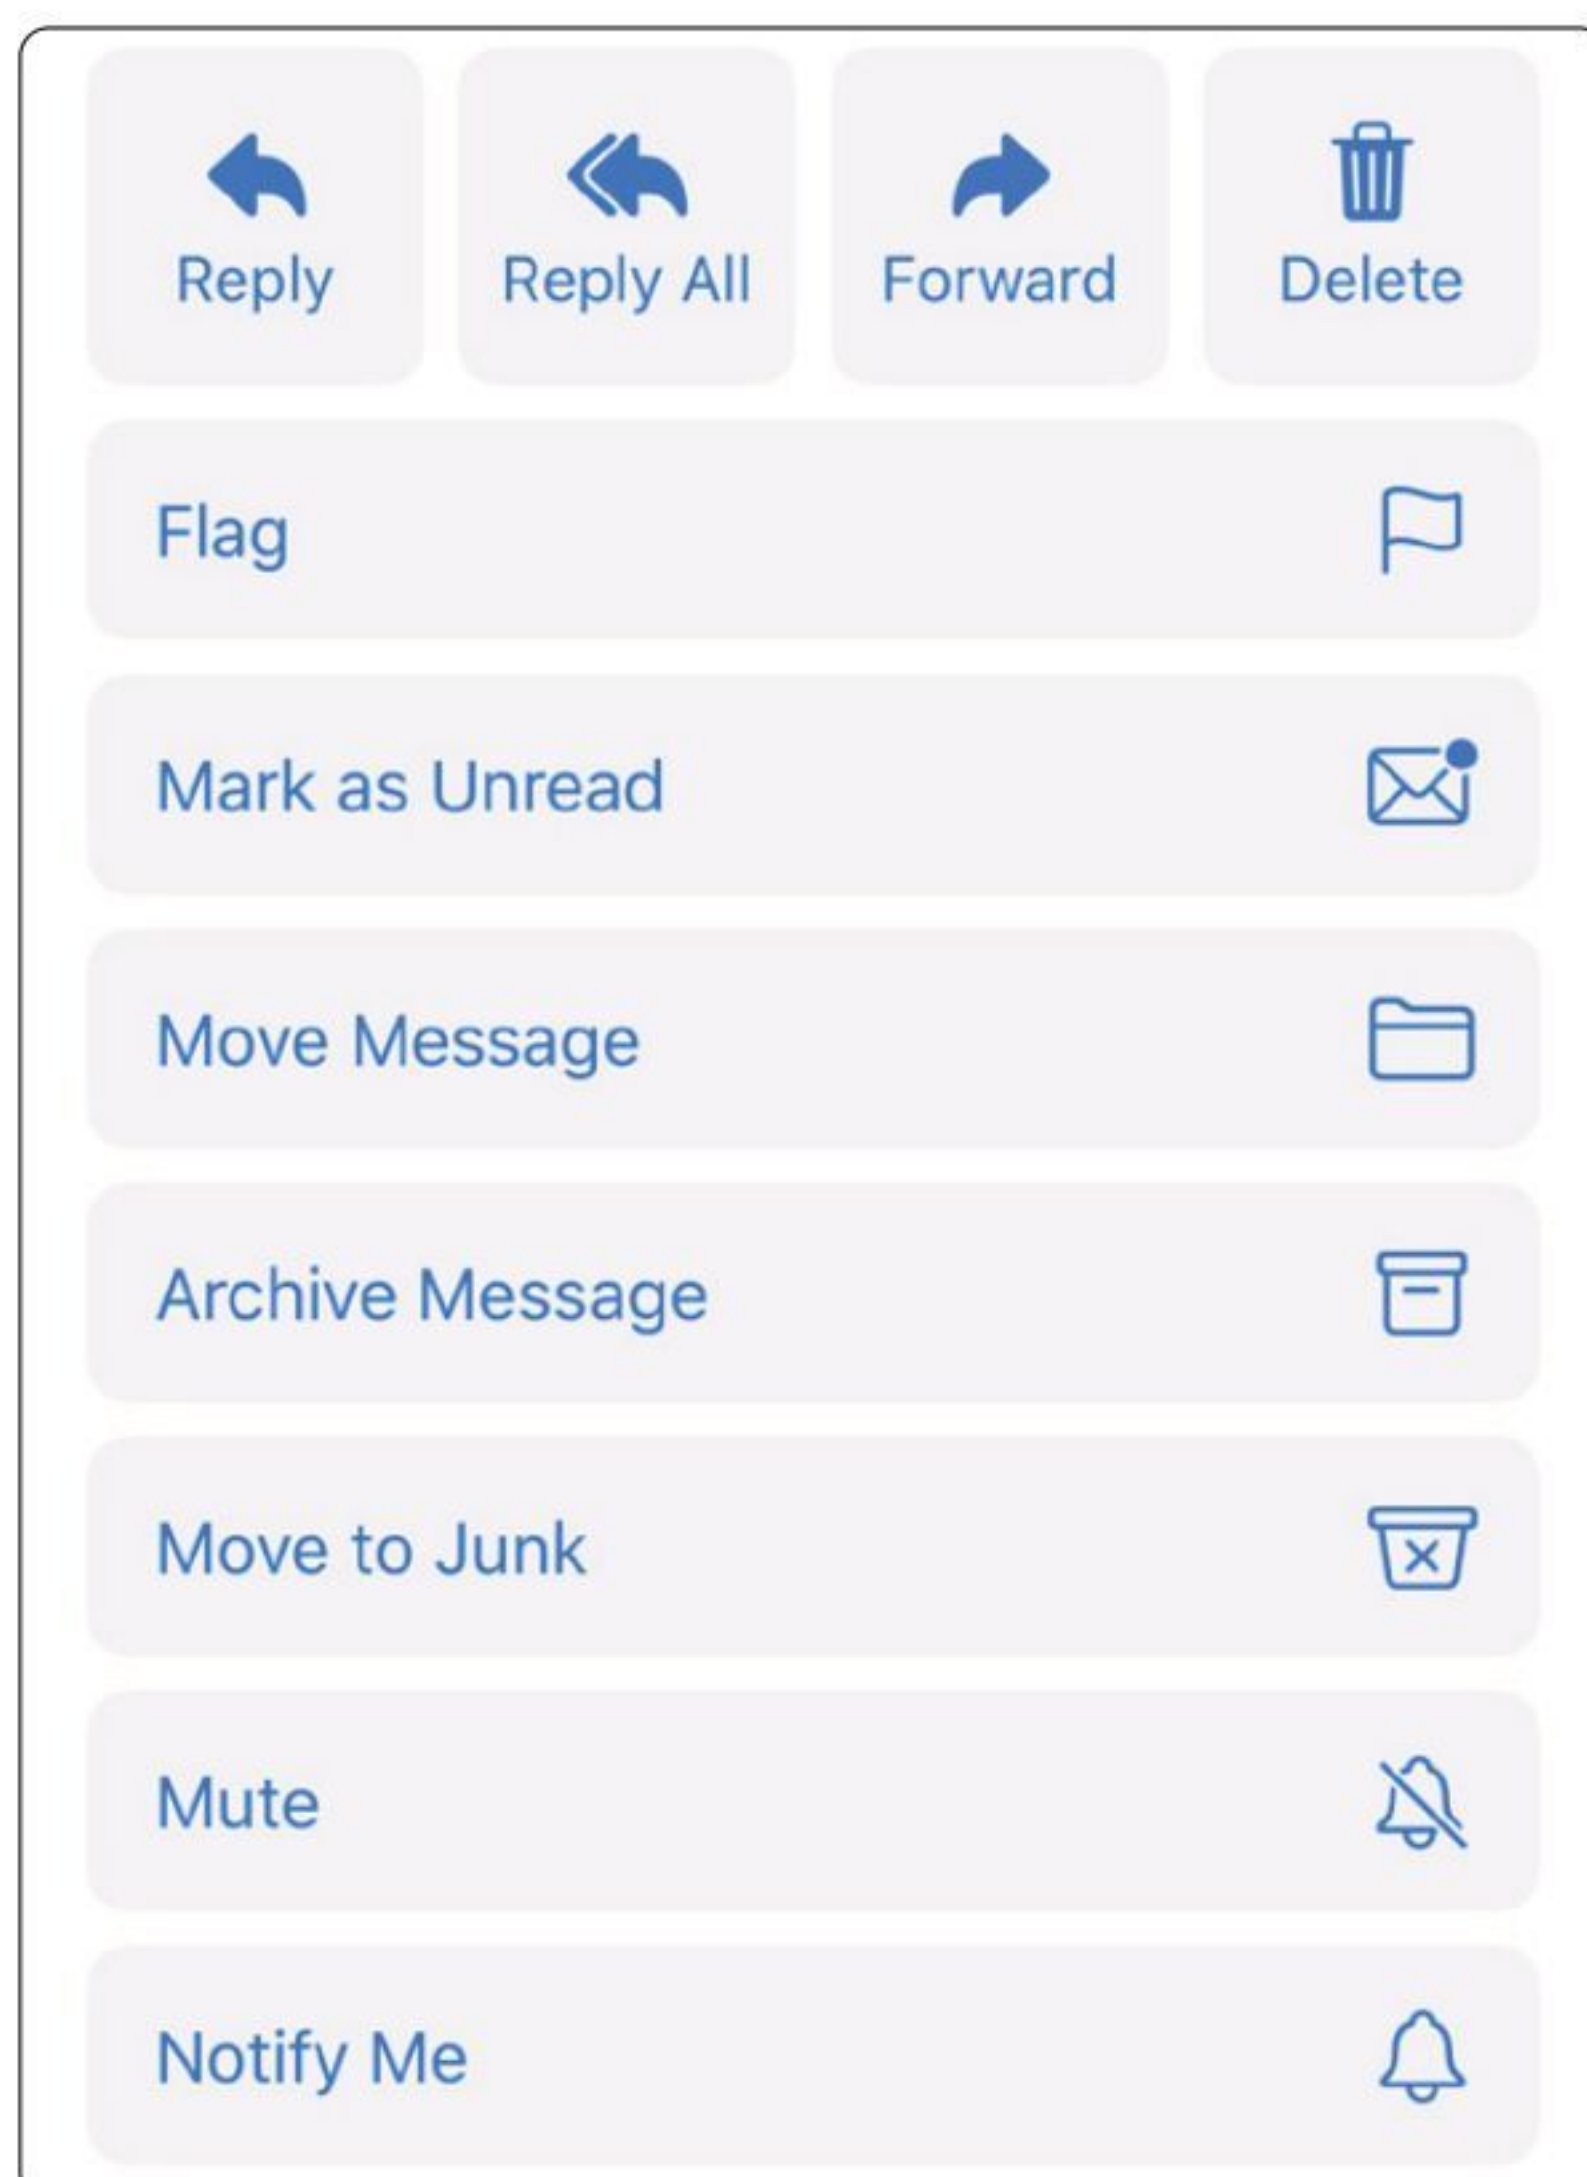 Reply
Reply All
Forward
Delete
Flag
Mark as Unread
Move Message
Archive Message
Move to Junk
Mute
Notify Me